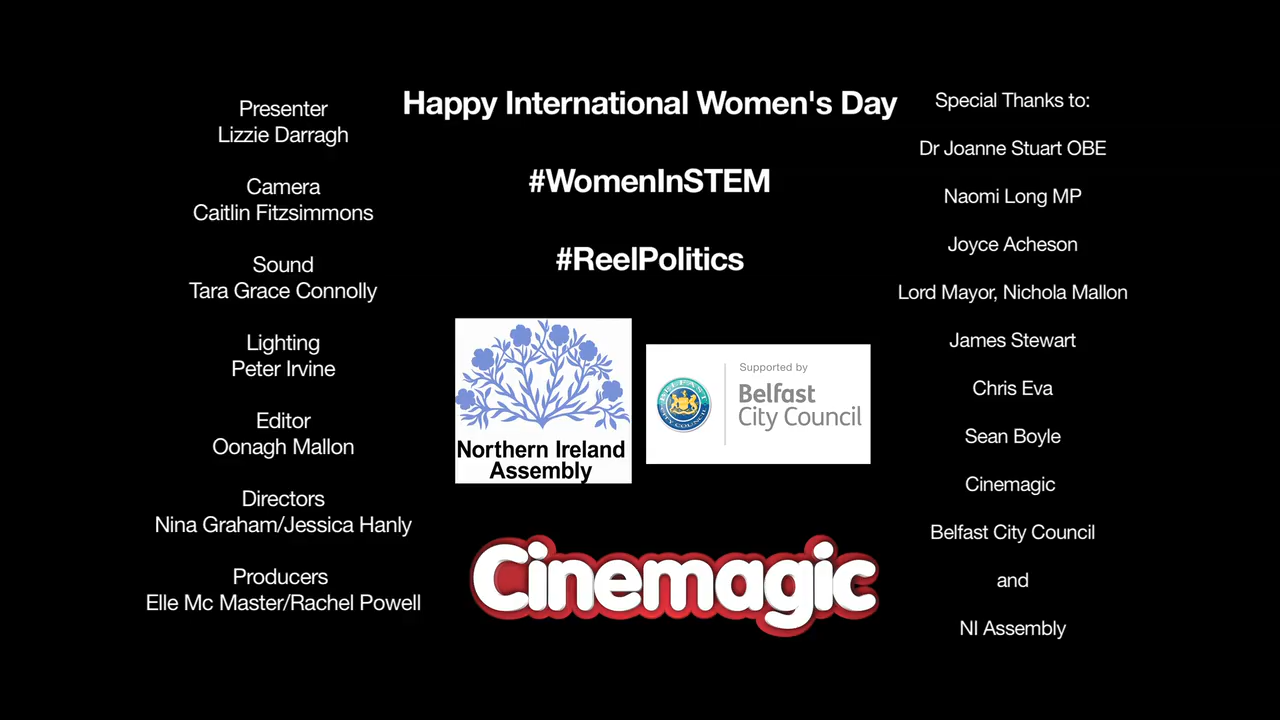 Presenter
Lizzie Darragh
Camera
Caitlin Fitzsimmons
Sound
Tara Grace Connolly
Lighting
Peter Irvine
Editor
Oonagh Mallon
Directors
Nina Graham/Jessica Hanly
Producers
Elle Mc Master/Rachel Powell
Happy International Women's Day
#WomenInSTEM
#ReelPolitics
Northern Ireland
Assembly
Supported by
BELFAST
CITY COUNCIL
Belfast
City Council
Cinemagic
Special Thanks to:
Dr Joanne Stuart OBE
Naomi Long MP
Joyce Acheson
Lord Mayor, Nichola Mallon
James Stewart
Chris Eva
Sean Boyle
Cinemagic
Belfast City Council
and
NI Assembly